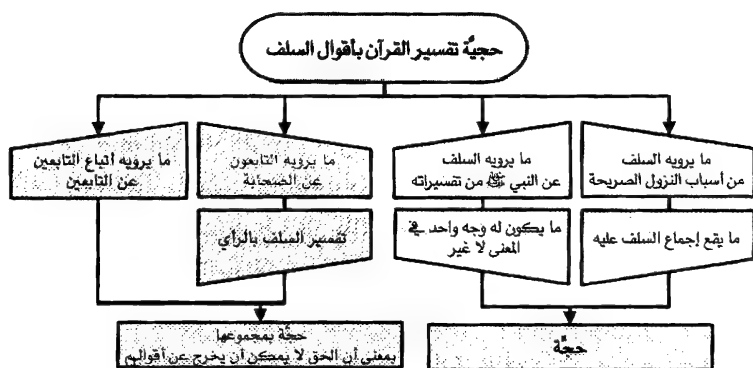 حجيَّة تفسير القرآن بأقوال السلف
ما يرويه السلف
من أسباب النزول الصريحة
ما يرويه السلف
عن النبي ﷺ من تفسيراته
ما يرويه التابعون
عن الصحابة
ما يرويه أتباع التابعين
عن التابعين
ما يقع إجماع السلف عليه
ما يكون له وجه واحد في
المعنى لا غير
تفسير السلف بالرأي
حجَّة
حجَّة بمجموعها
بمعنى أن الحق لا يمكن أن يخرج عن أقوالهم